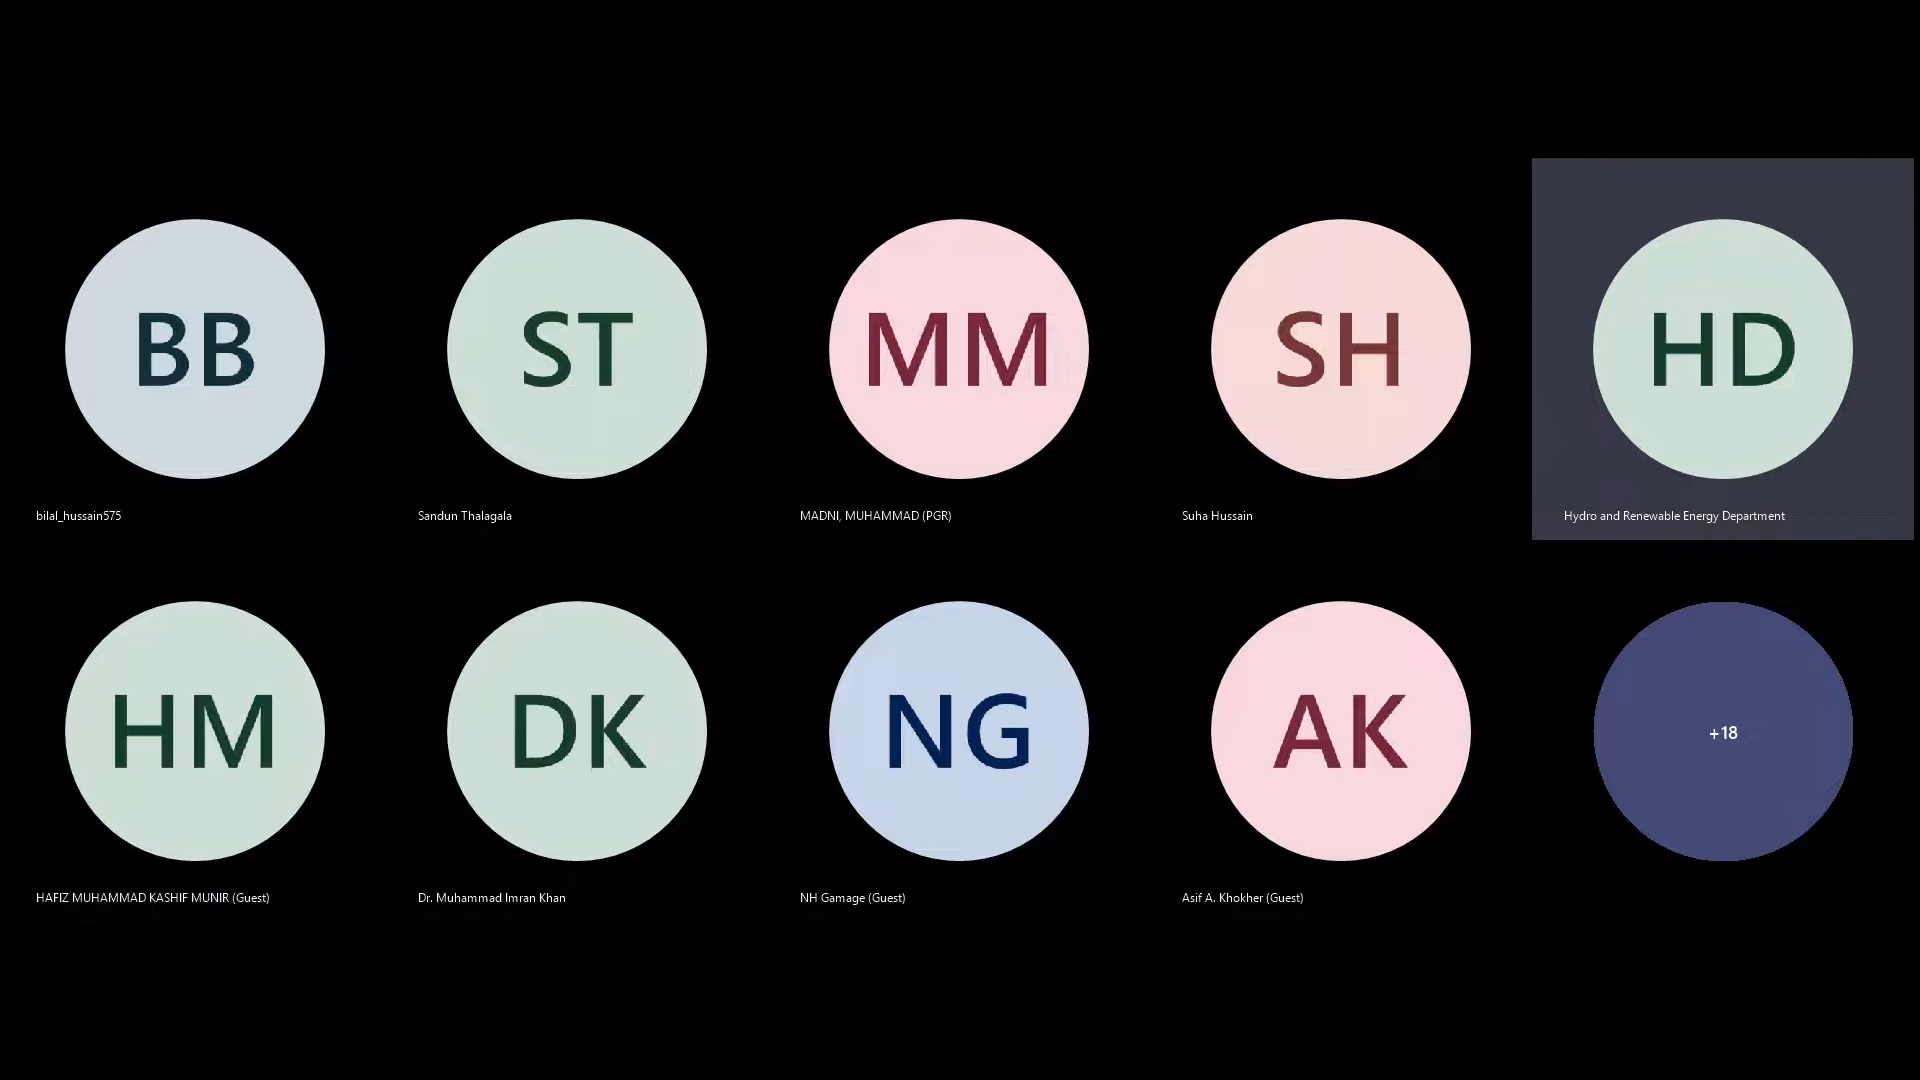 BB
ST
MM
SH
HD
bilal_hussain575
Sandun Thalagala
MADNI, MUHAMMAD (PGR)
Suha Hussain
Hydro and Renewable Energy Department
HM
DK
NG
AK
+18
HAFIZ MUHAMMAD KASHIF MUNIR (Guest)
Dr. Muhammad Imran Khan
NH Gamage (Guest)
Asif A. Khokher (Guest)